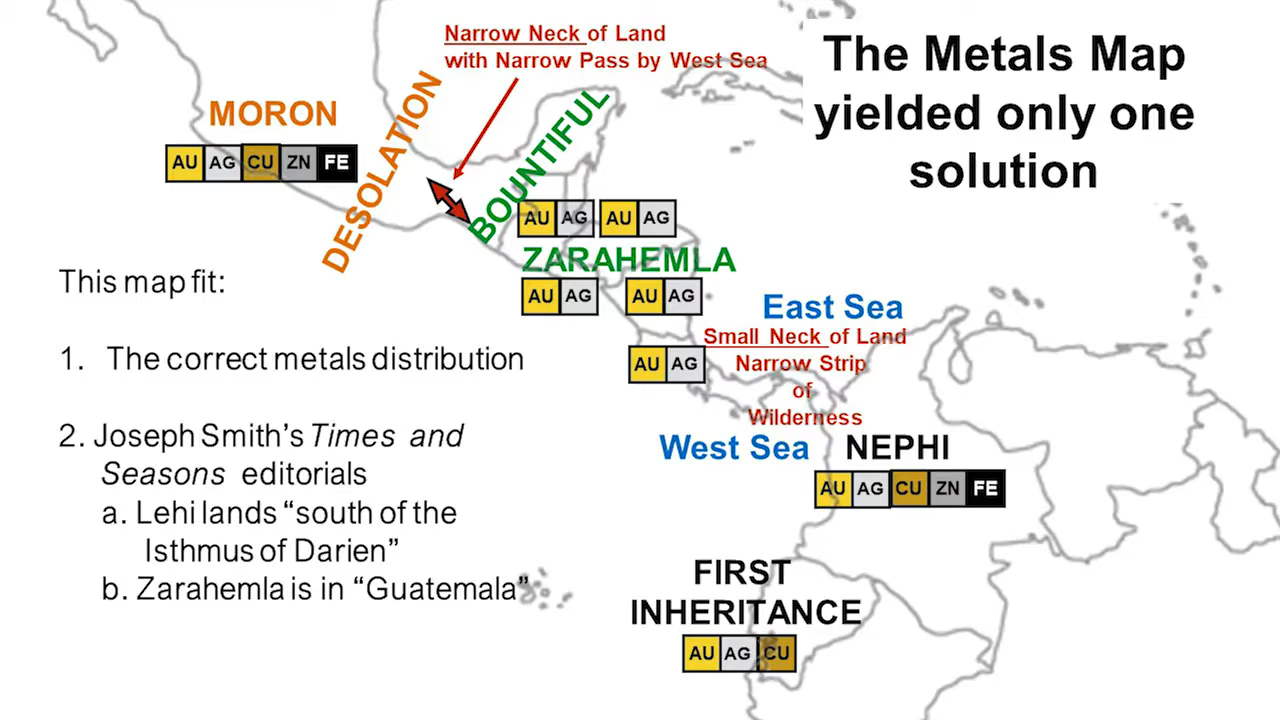 The Metals Map
yielded only one
solution
Narrow Neck of Land
with Narrow Pass by West Sea
MORON
AU AG CU ZN FE
DESOLATION
BOUNTIFUL
AU AG AU AG
ZARAHEMLA
AU AG AU AG
East Sea
Small Neck of Land
Narrow Strip
of
Wilderness
AU AG
West Sea
NEPHI
AU AG CU ZN FE
FIRST
INHERITANCE
AU AG CU
This map fit:
1. The correct metals distribution
2. Joseph Smith’s Times and
Seasons editorials
a. Lehi lands “south of the
Isthmus of Darien”
b. Zarahemla is in “Guatemala”